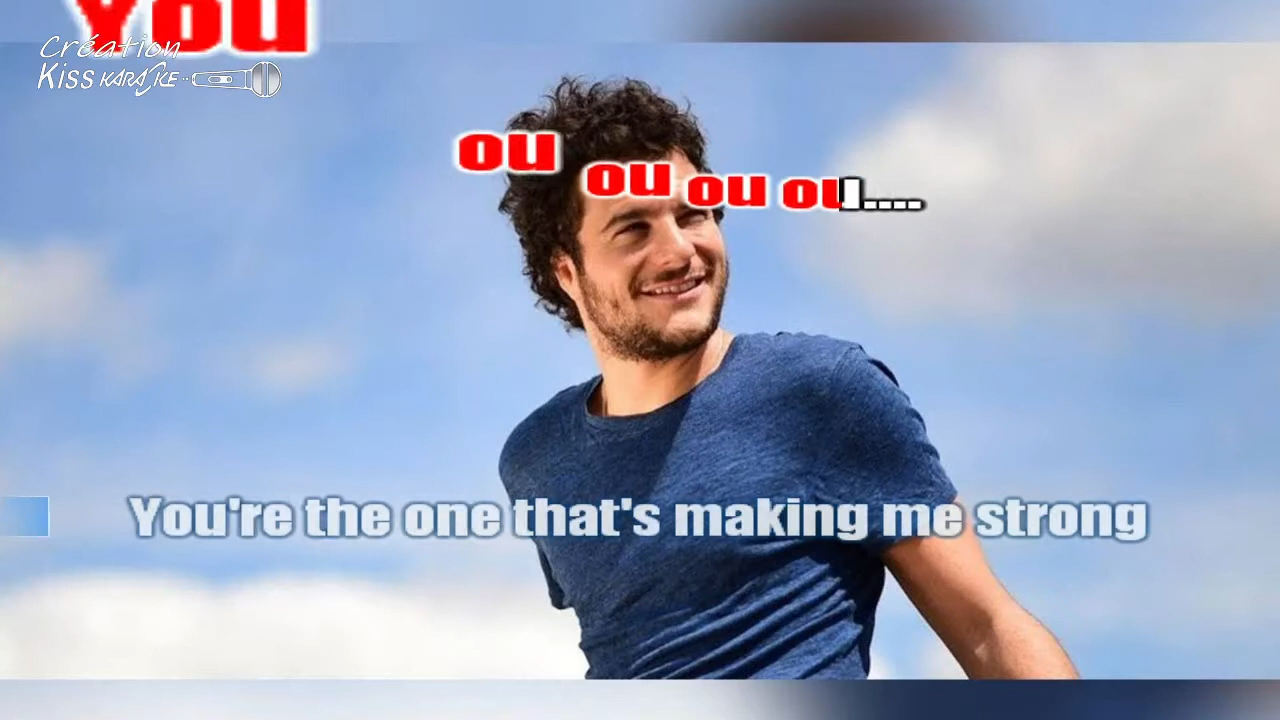 You
Création
Kiss KARAOKE
ou ou ou ou....
You're the one that's making me strong